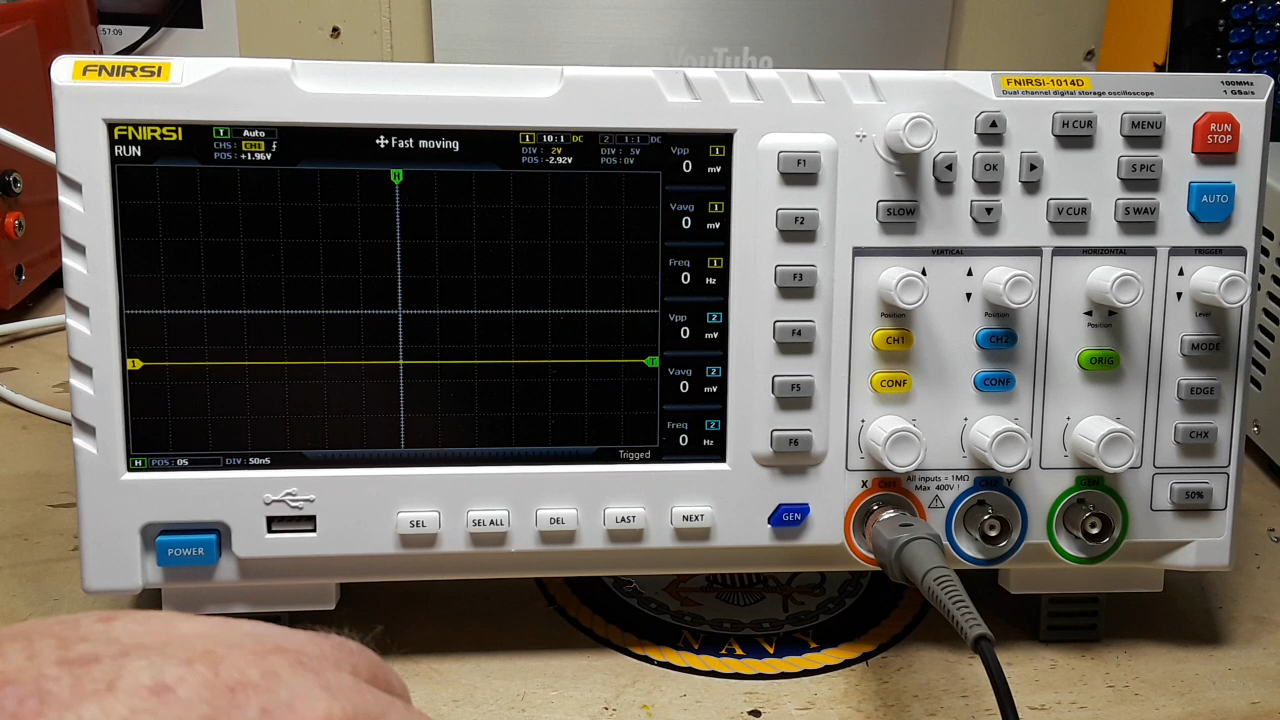 :57:09
YouTube
FNIRSI
FNIRSI-1014D
Dual channel digital storage oscilloscope
100MHz
1 GSa/s
FNIRSI
RUN
T Auto
CHS: CH1
POS:+1.96V
Fast moving
1 10:1 DC
DIV: 2V
POS:-2.92V
2 1:1 DC
DIV: 5V
POS:0V
H
1
T
Vpp 1
0 mV
Vavg 1
0 mV
Freq 1
0 Hz
Vpp 2
0 mV
Vavg 2
0 mV
Freq 2
0 Hz
H POS:0S DIV:50nS
Trigged
F1
F2
F3
F4
F5
F6
H CUR
MENU
RUN
STOP
OK
S PIC
AUTO
SLOW
V CUR
S WAV
VERTICAL
HORIZONTAL
TRIGGER
Position
Position
Position
Level
CH1
CH2
ORIG
MODE
CONF
CONF
EDGE
CHX
50%
X CH1
All inputs = 1MΩ
Max 400V !
CH2 Y
GEN
SEL
SEL ALL
DEL
LAST
NEXT
GEN
POWER
NAVY